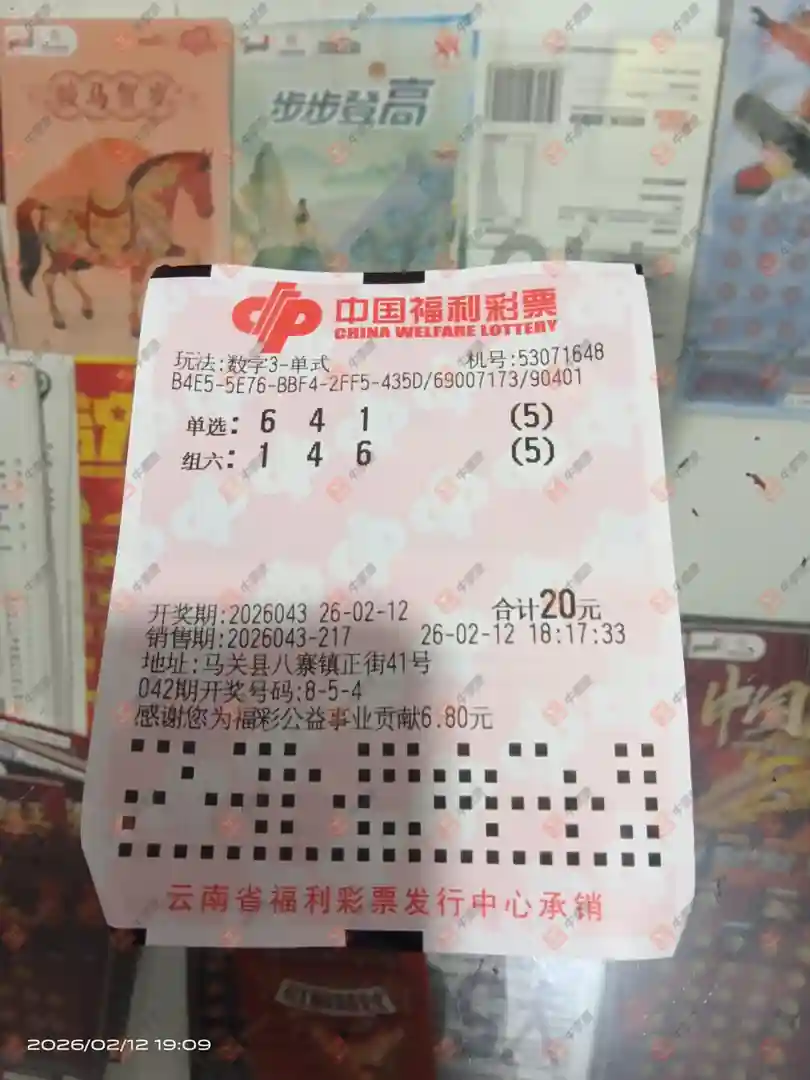 骏马贺岁
步步登高
中国福利彩票
CHINA WELFARE LOTTERY
玩法:数字3-单式 机号:53071648
B4E5-5E76-BBF4-2FF5-435D/69007173/90401
单选: 6 4 1 (5)
组六: 1 4 6 (5)
开奖期:2026043 26-02-12 合计20元
销售期:2026043-217 26-02-12 18:17:33
地址:马关县八寨镇正街41号
042期开奖号码:8-5-4
感谢您为福彩公益事业贡献6.80元
云南省福利彩票发行中心承销
中国
2026/02/12 19:09